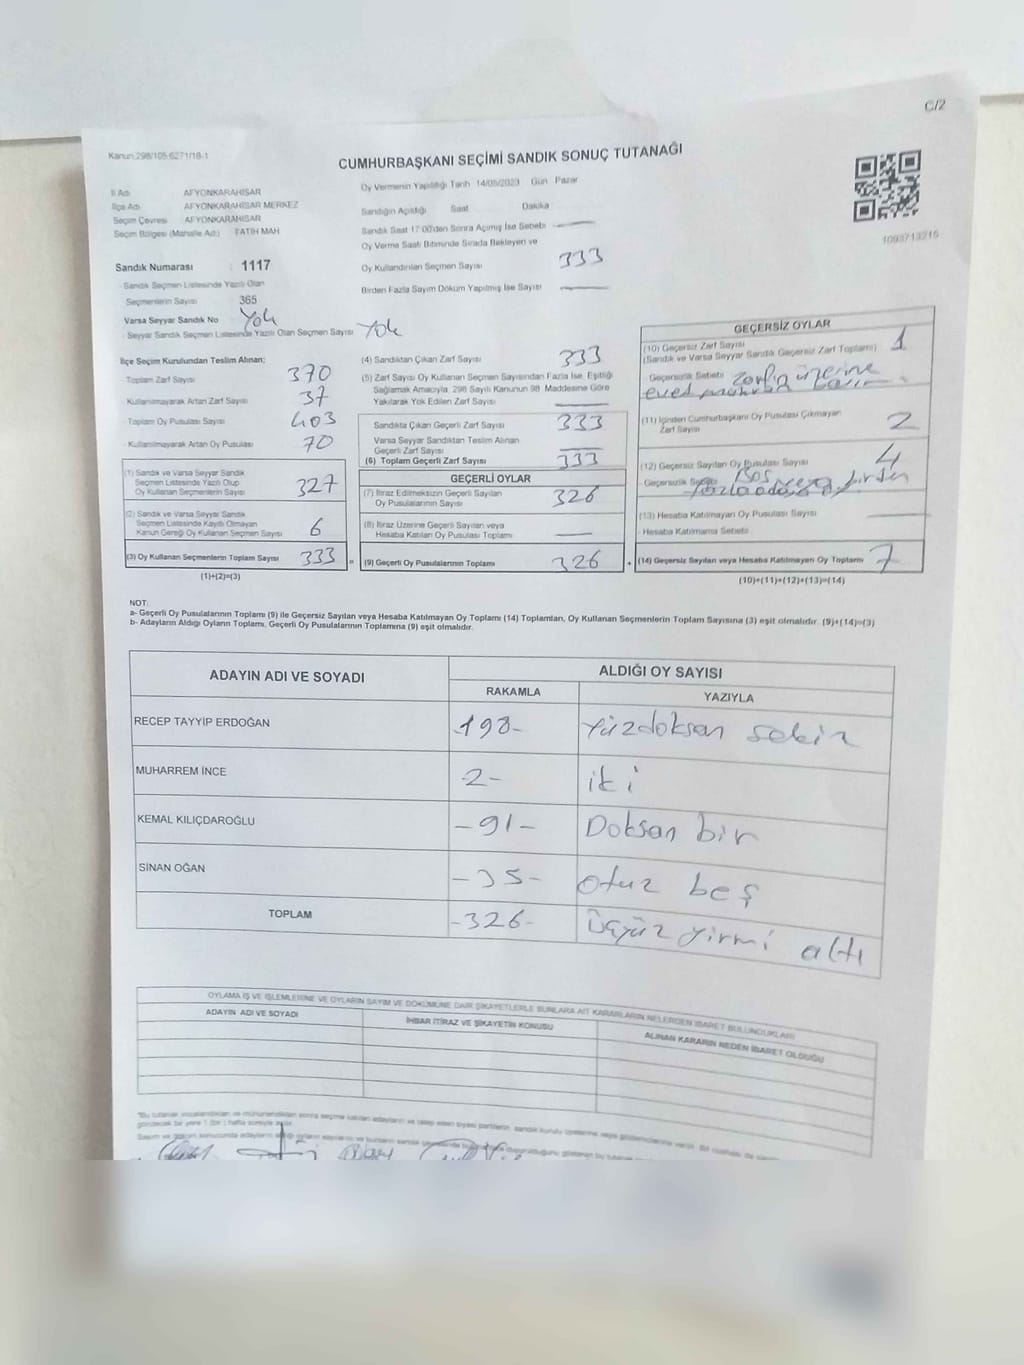 C/2
Kanun:298/105,6271/18-1
CUMHURBAŞKANI SEÇİMİ SANDIK SONUÇ TUTANAĞI
İl Adı AFYONKARAHİSAR
İlçe Adı AFYONKARAHİSAR MERKEZ
Seçim Çevresi AFYONKARAHİSAR
Seçim Bölgesi (Mahalle Adı) FATİH MAH
Sandık Numarası : 1117
- Sandık Seçmen Listesinde Yazılı Olan
Seçmenlerin Sayısı 365
Varsa Seyyar Sandık No Yok
- Seyyar Sandık Seçmen Listesinde Yazılı Olan Seçmen Sayısı Yok
Oy Vermenin Yapıldığı Tarih 14/05/2023 Gün Pazar
Sandığın Açıldığı Saat Dakika
Sandık Saat 17:00'den Sonra Açımış İse Sebebi
Oy Verme Saati Bitiminde Sırada Bekleyen ve
Oy Kullandırılan Seçmen Sayısı 333
Birden Fazla Sayım Döküm Yapılmış İse Sayısı
1093713216
İlçe Seçim Kurulundan Teslim Alınan;
Toplam Zarf Sayısı 370
Kullanılmayarak Artan Zarf Sayısı 37
Toplam Oy Pusulası Sayısı 403
- Kullanılmayarak Artan Oy Pusulası 70
(1) Sandık ve Varsa Seyyar Sandık
Seçmen Listesinde Yazılı Olup
Oy Kullanan Seçmenlerin Sayısı 327
(2) Sandık ve Varsa Seyyar Sandık
Seçmen Listesinde Kayıtlı Olmayan
Kanun Gereği Oy Kullanan Seçmen Sayısı 6
(3) Oy Kullanan Seçmenlerin Toplam Sayısı 333
(1)+(2)=(3)
(4) Sandıktan Çıkan Zarf Sayısı 333
(5) Zarf Sayısı Oy Kullanan Seçmen Sayısından Fazla İse, Eşitliği
Sağlamak Amacıyla, 298 Sayılı Kanunun 98. Maddesine Göre
Yakılarak Yok Edilen Zarf Sayısı
Sandıkta Çıkan Geçerli Zarf Sayısı 333
Varsa Seyyar Sandıktan Teslim Alınan
Geçerli Zarf Sayısı
(6) Toplam Geçerli Zarf Sayısı 333
GEÇERLİ OYLAR
(7) İtiraz Edilmeksizin Geçerli Sayılan
Oy Pusulalarının Sayısı 326
(8) İtiraz Üzerine Geçerli Sayılan veya
Hesaba Katılan Oy Pusulası Toplamı
= (9) Geçerli Oy Pusulalarının Toplamı 326
GEÇERSİZ OYLAR
(10) Geçersiz Zarf Sayısı 1
(Sandık ve Varsa Seyyar Sandık Geçersiz Zarf Toplamı)
- Geçersizlik Sebebi zarfın üzerine
evet
(11) İçinden Cumhurbaşkanı Oy Pusulası Çıkmayan
Zarf Sayısı 2
(12) Geçersiz Sayılan Oy Pusulası Sayısı 4
- Geçersizlik Sebebi Boş veya birden
(13) Hesaba Katılmayan Oy Pusulası Sayısı
- Hesaba Katılmama Sebebi
+ (14) Geçersiz Sayılan veya Hesaba Katılmayan Oy Toplamı 7
(10)+(11)+(12)+(13)=(14)
NOT:
a- Geçerli Oy Pusulalarının Toplamı (9) ile Geçersiz Sayılan veya Hesaba Katılmayan Oy Toplamı (14) Toplamları, Oy Kullanan Seçmenlerin Toplam Sayısına (3) eşit olmalıdır. (9)+(14)=(3)
b- Adayların Aldığı Oyların Toplamı, Geçerli Oy Pusulalarının Toplamına (9) eşit olmalıdır.
ADAYIN ADI VE SOYADI ALDIĞI OY SAYISI
RAKAMLA YAZIYLA
RECEP TAYYİP ERDOĞAN 198- Yüzdoksan sekiz
MUHARREM İNCE -2- iki
KEMAL KILIÇDAROĞLU -91- Doksan bir
SİNAN OĞAN -35- otuz beş
TOPLAM -326- Üçyüz yirmi altı
OYLAMA İŞ VE İŞLEMLERİNE VE OYLARIN SAYIM VE DÖKÜMÜNE DAİR ŞİKAYETLERLE BUNLARA AİT KARARLARIN NELERDEN İBARET BULUNDUKLARI
ADAYIN ADI VE SOYADI İHBAR İTİRAZ VE ŞİKAYETİN KONUSU ALINAN KARARIN NEDEN İBARET OLDUĞU